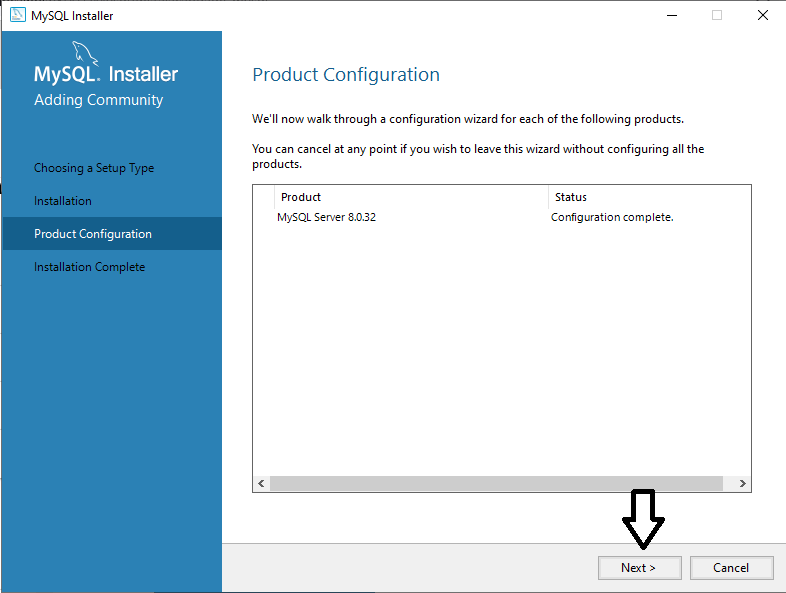 MySQL Installer
MySQL. Installer
Adding Community
Choosing a Setup Type
Installation
Product Configuration
Installation Complete
Product Configuration
We'll now walk through a configuration wizard for each of the following products.
You can cancel at any point if you wish to leave this wizard without configuring all the
products.
Product Status
MySQL Server 8.0.32 Configuration complete.
Next > Cancel